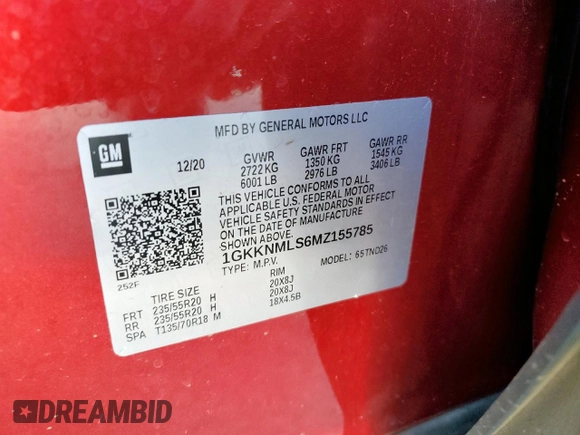 MFD BY GENERAL MOTORS LLC
GM
12/20
GVWR GAWR FRT GAWR RR
2722 KG 1350 KG 1545 KG
6001 LB 2976 LB 3406 LB
THIS VEHICLE CONFORMS TO ALL
APPLICABLE U.S. FEDERAL MOTOR
VEHICLE SAFETY STANDARDS IN EFFECT
ON THE DATE OF MANUFACTURE SHOWN ABOVE.
1GKKNMLS6MZ155785
TYPE: M.P.V. MODEL: 65TNO26
252F
TIRE SIZE RIM
FRT 235/55R20 H 20X8J
RR 235/55R20 H 20X8J
SPA T135/70R18 M 18X4.5B
DREAMBID